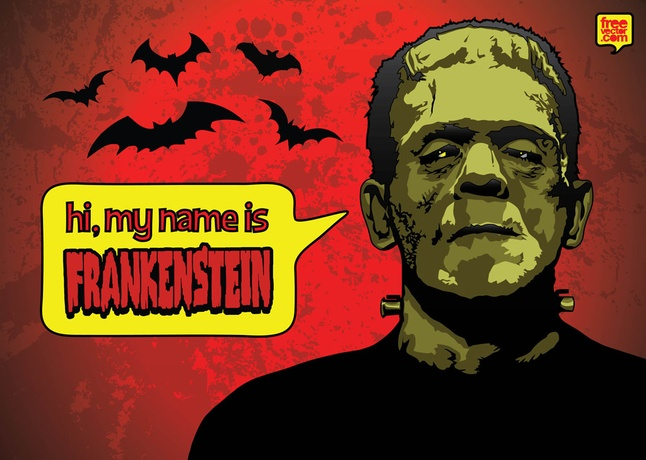 free
vector
.com
hi, my name is
FRANKENSTEIN